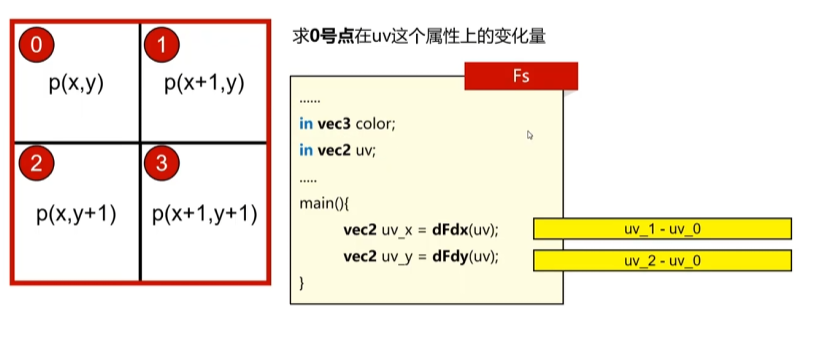 0
p(x,y)
1
p(x+1,y)
2
p(x,y+1)
3
p(x+1,y+1)
求0号点在uv这个属性上的变化量
Fs
......
in vec3 color;
in vec2 uv;
.....
main(){
vec2 uv_x = dFdx(uv);
uv_1 - uv_0
vec2 uv_y = dFdy(uv);
uv_2 - uv_0
}